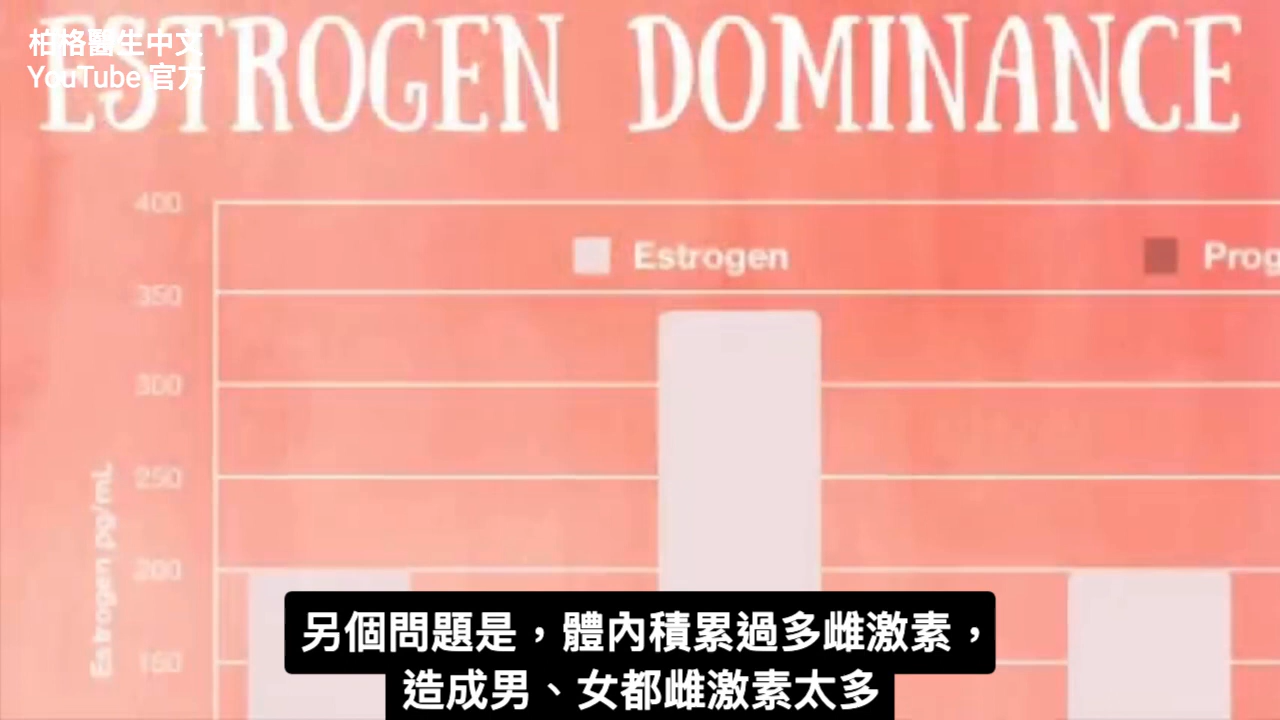 柏格醫生中文
YouTube 官方
ESTROGEN DOMINANCE
400
Estrogen
Prog
350
300
250
200
150
Estrogen pg/mL
另個問題是，體內積累過多雌激素，
造成男、女都雌激素太多